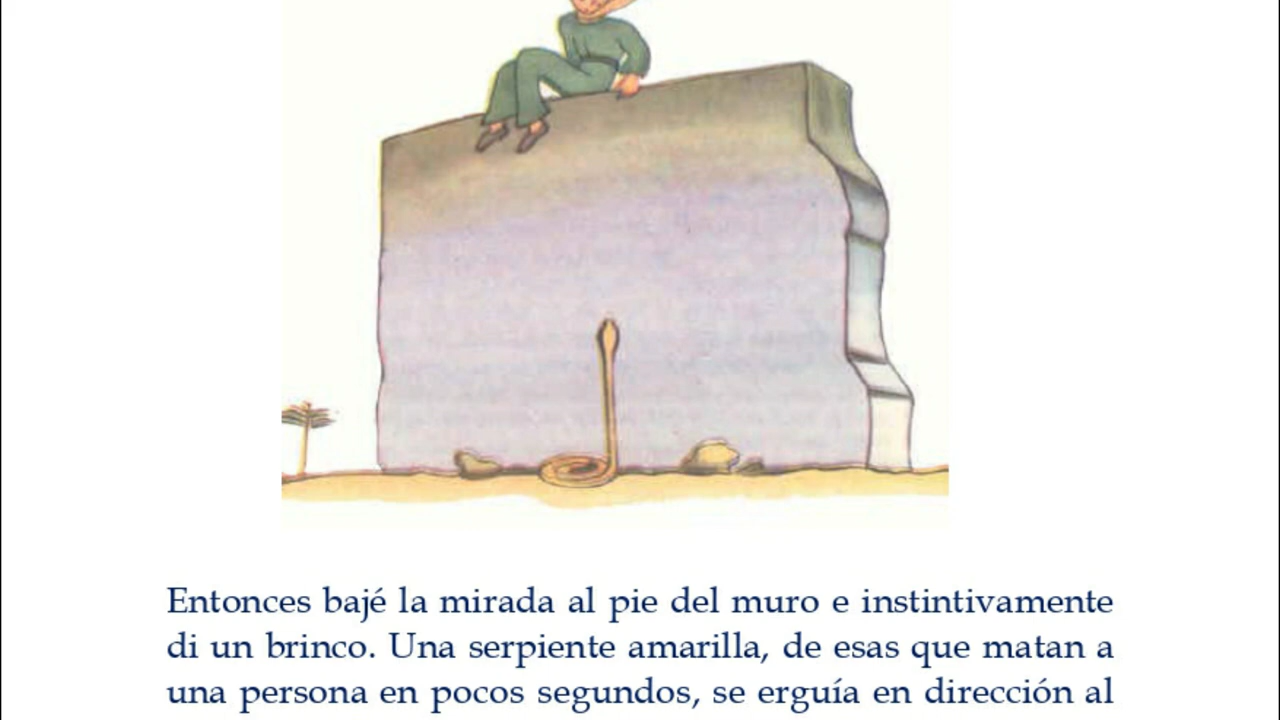 Entonces bajé la mirada al pie del muro e instintivamente
di un brinco. Una serpiente amarilla, de esas que matan a
una persona en pocos segundos, se erguía en dirección al